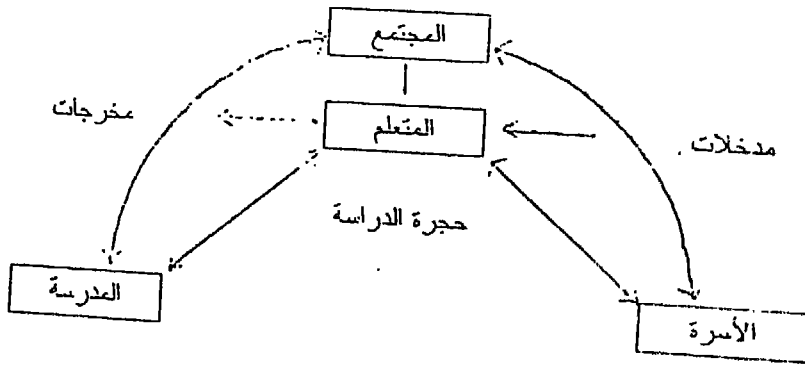 المجتمع
مخرجات
المتعلم
مدخلات
حجرة الدراسة
المدرسة
الأسرة